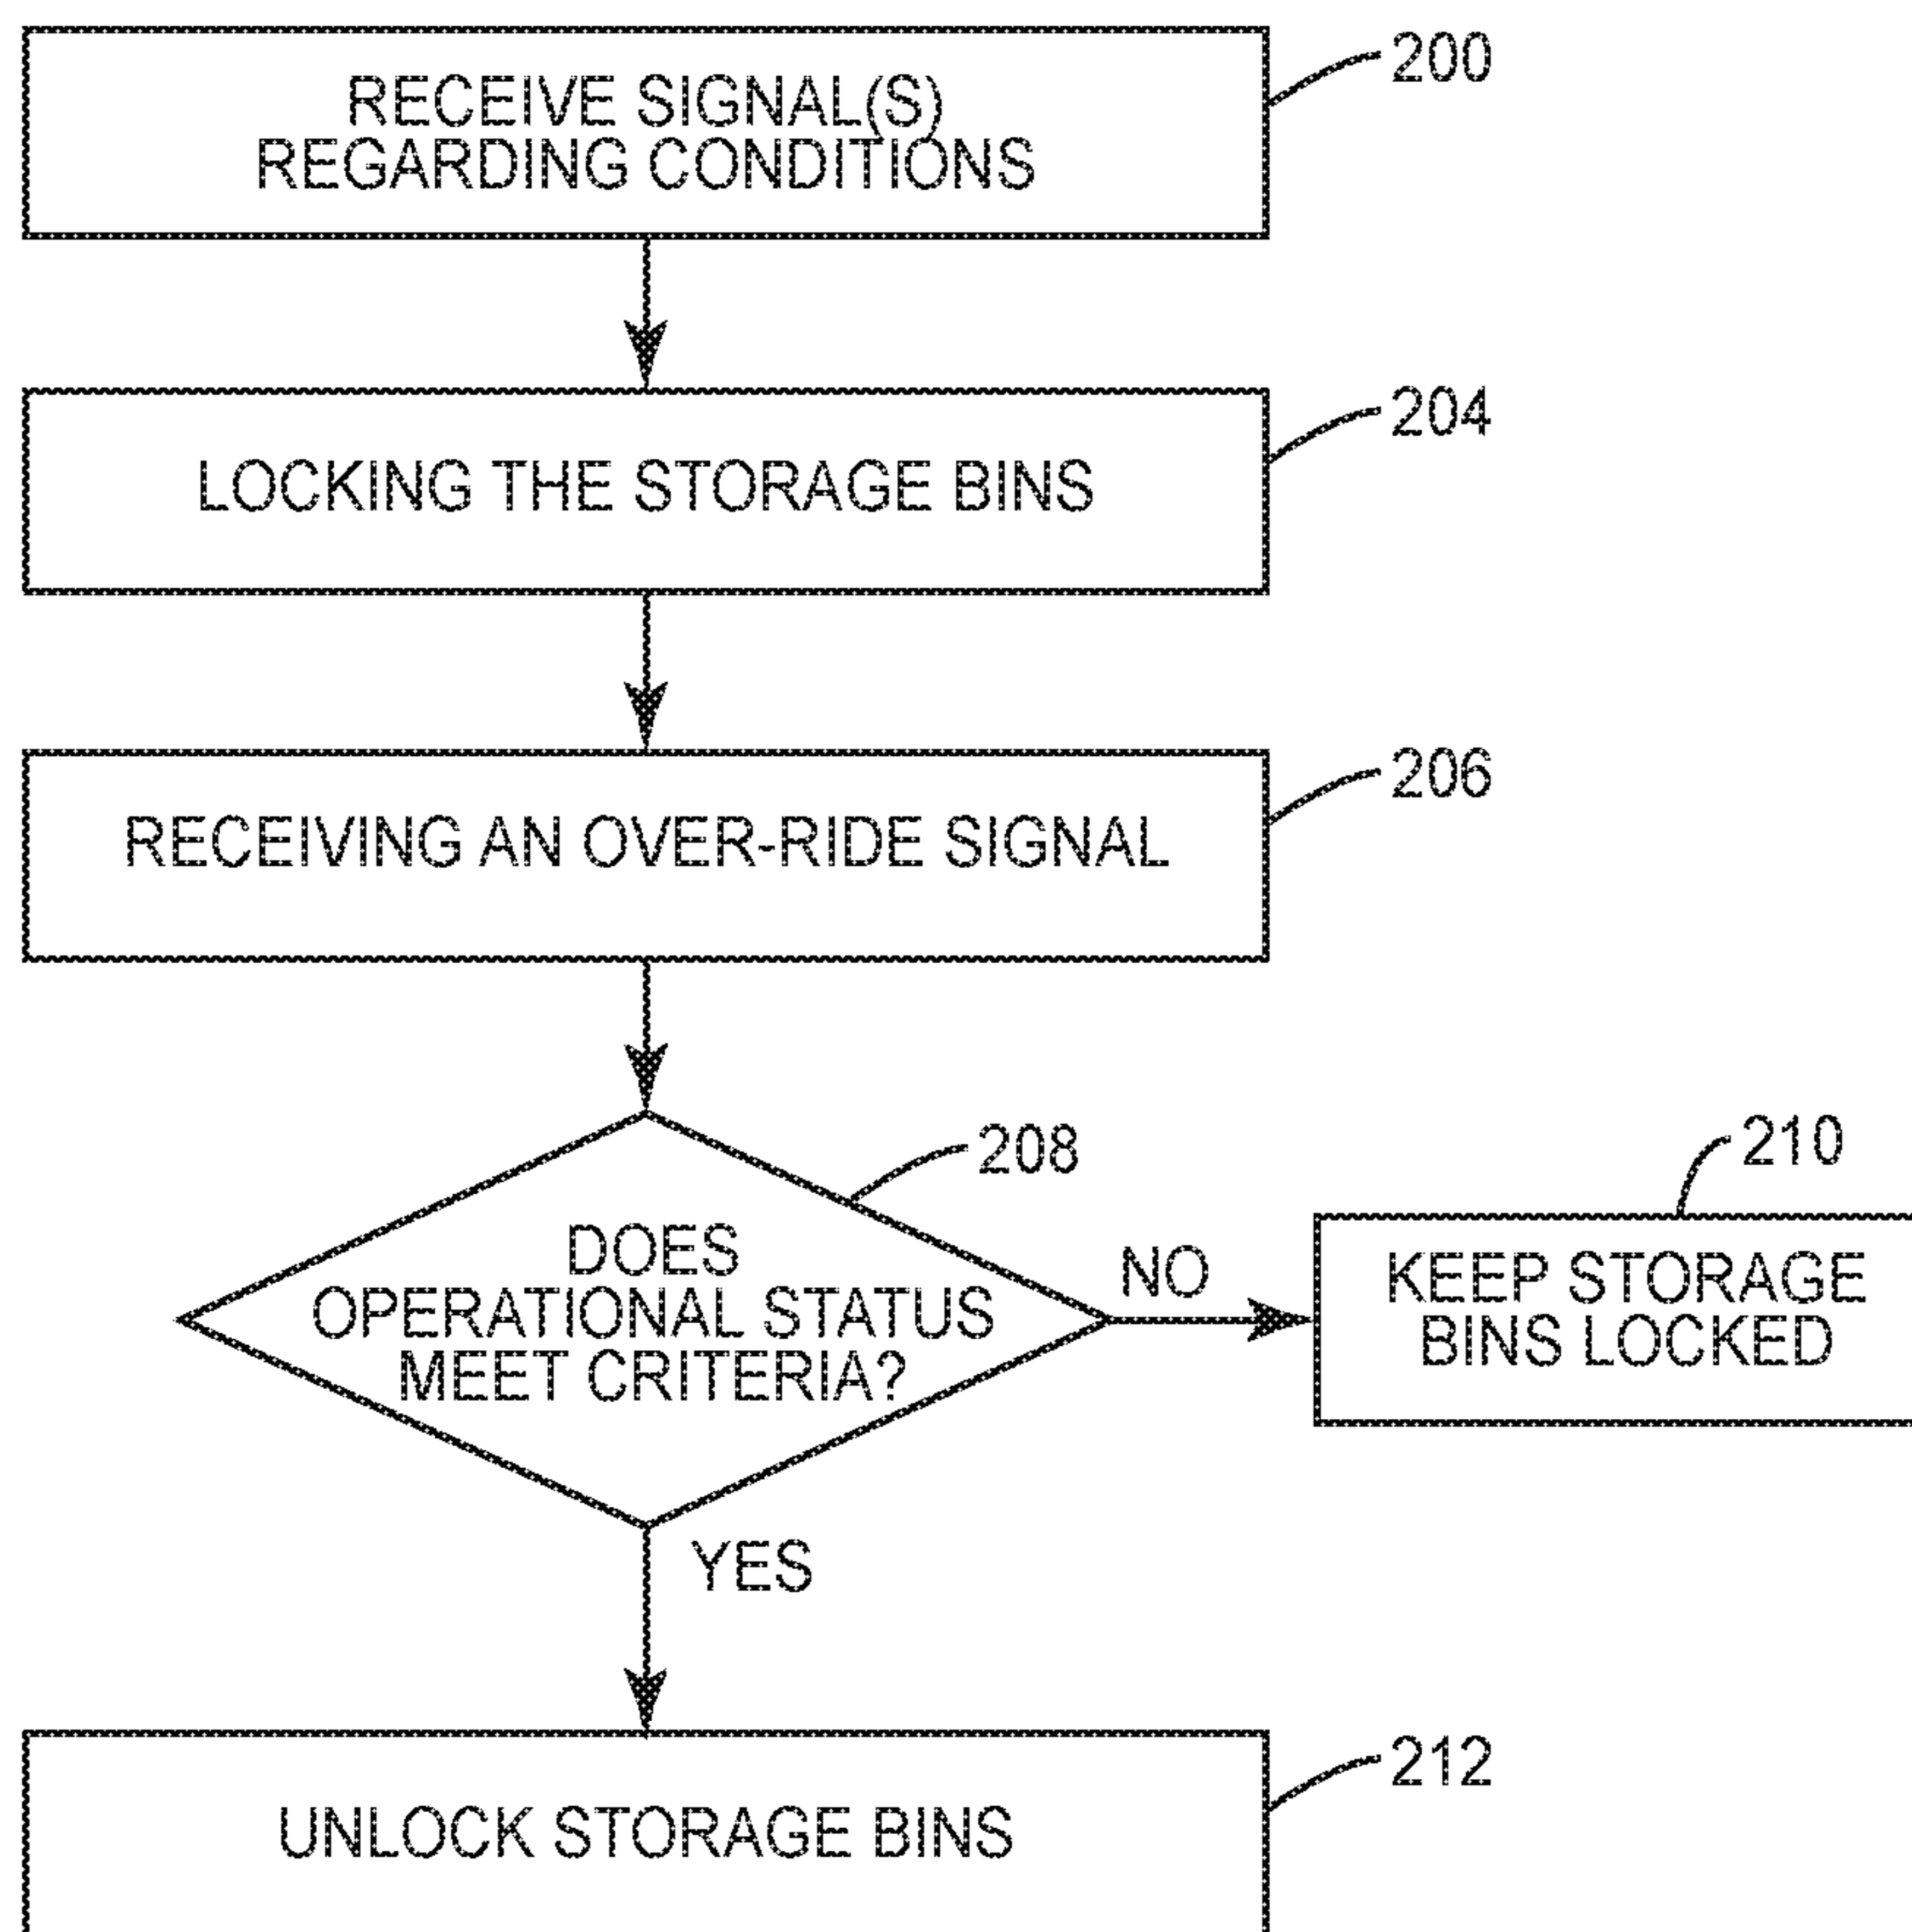 RECEIVE SIGNAL(S)
REGARDING CONDITIONS
200
LOCKING THE STORAGE BINS
204
RECEIVING AN OVER-RIDE SIGNAL
206
DOES
OPERATIONAL STATUS
MEET CRITERIA?
208
NO
KEEP STORAGE
BINS LOCKED
210
YES
UNLOCK STORAGE BINS
212